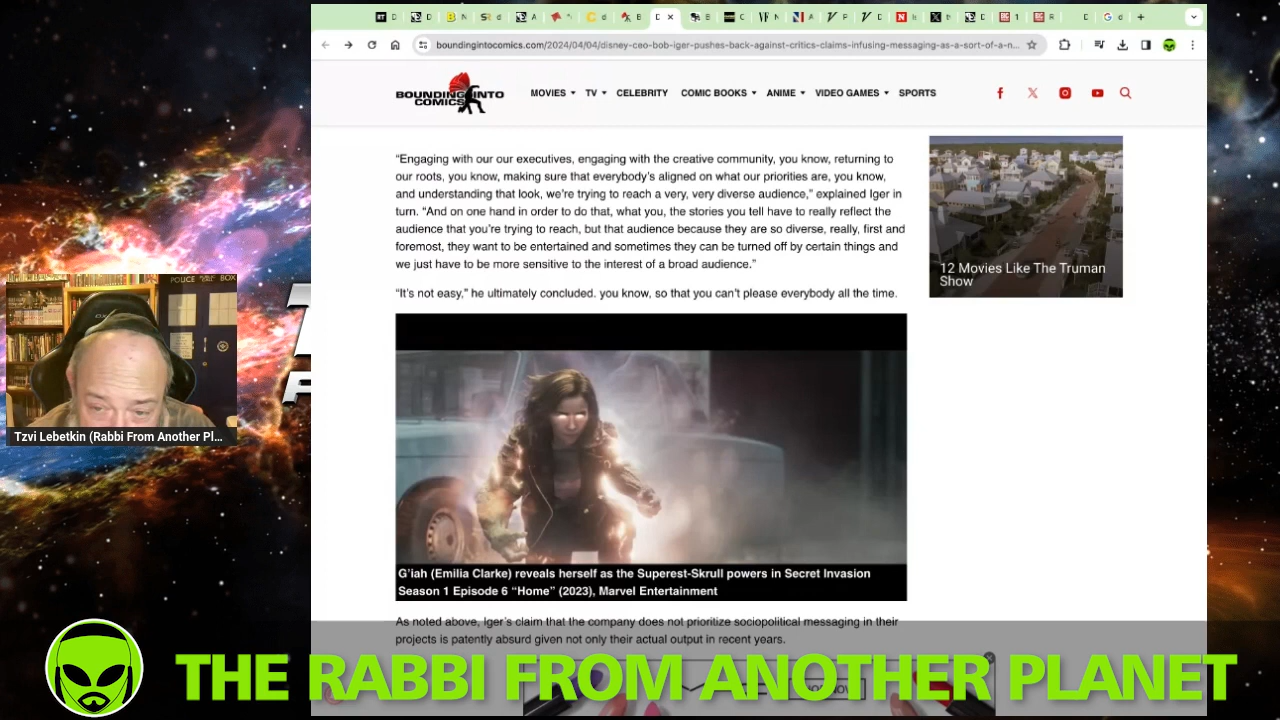 boundingintocomics.com/2024/04/04/disney-ceo-bob-iger-pushes-back-against-critics-claims-infusing-messaging-as-a-sort-of-a-n...
BOUNDING INTO
COMICS
MOVIES TV CELEBRITY COMIC BOOKS ANIME VIDEO GAMES SPORTS
“Engaging with our our executives, engaging with the creative community, you know, returning to
our roots, you know, making sure that everybody’s aligned on what our priorities are, you know,
and understanding that look, we’re trying to reach a very, very diverse audience,” explained Iger in
turn. “And on one hand in order to do that, what you, the stories you tell have to really reflect the
audience that you’re trying to reach, but that audience because they are so diverse, really, first and
foremost, they want to be entertained and sometimes they can be turned off by certain things and
we just have to be more sensitive to the interest of a broad audience.”
“It’s not easy,” he ultimately concluded. you know, so that you can’t please everybody all the time.
12 Movies Like The Truman
Show
POLICE BOX
Tzvi Lebetkin (Rabbi From Another Pl...
G’iah (Emilia Clarke) reveals herself as the Superest-Skrull powers in Secret Invasion
Season 1 Episode 6 “Home” (2023), Marvel Entertainment
As noted above, Iger’s claim that the company does not prioritize sociopolitical messaging in their
projects is patently absurd given not only their actual output in recent years.
THE RABBI FROM ANOTHER PLANET